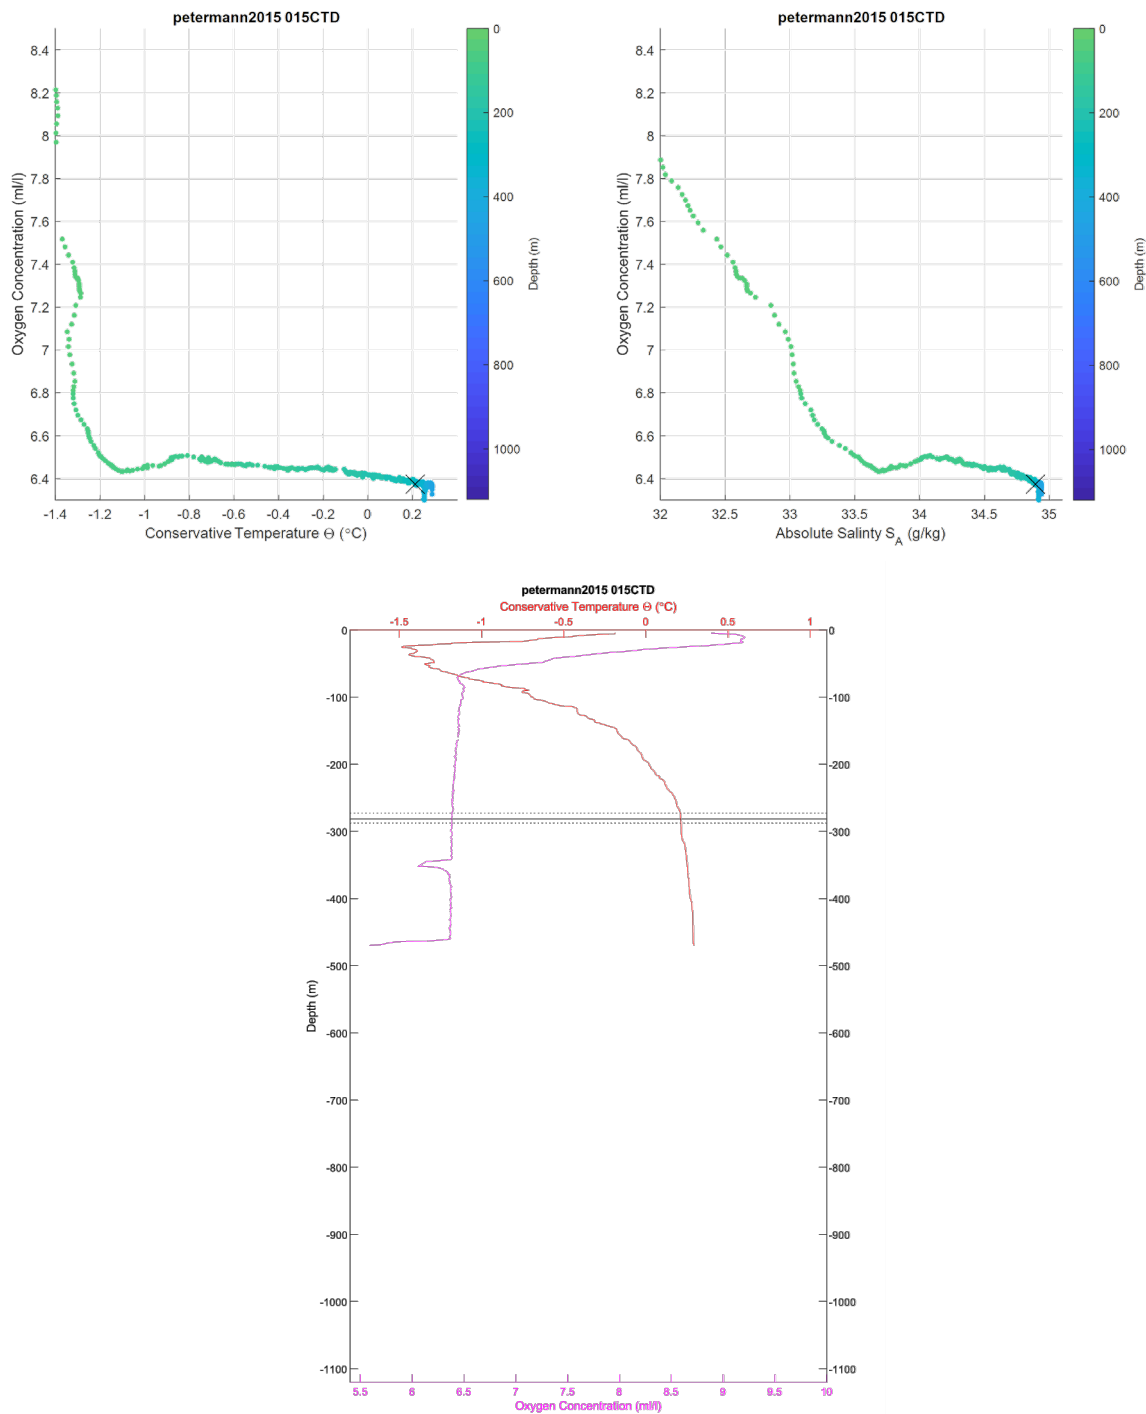 petermann2015 015CTD
8.4
8.2
8
7.8
7.6
7.4
7.2
7
6.8
6.6
6.4
Oxygen Concentration (ml/l)
-1.4 -1.2 -1 -0.8 -0.6 -0.4 -0.2 0 0.2
Conservative Temperature Θ (°C)
0
200
400
600
800
1000
Depth (m)
petermann2015 015CTD
8.4
8.2
8
7.8
7.6
7.4
7.2
7
6.8
6.6
6.4
Oxygen Concentration (ml/l)
32 32.5 33 33.5 34 34.5 35
Absolute Salinty S_A (g/kg)
0
200
400
600
800
1000
Depth (m)
petermann2015 015CTD
Conservative Temperature Θ (°C)
-1.5 -1 -0.5 0 0.5 1
0 0
-100 -100
-200 -200
-300 -300
-400 -400
-500 -500
-600 -600
-700 -700
-800 -800
-900 -900
-1000 -1000
-1100 -1100
Depth (m)
5.5 6 6.5 7 7.5 8 8.5 9 9.5 10
Oxygen Concentration (ml/l)